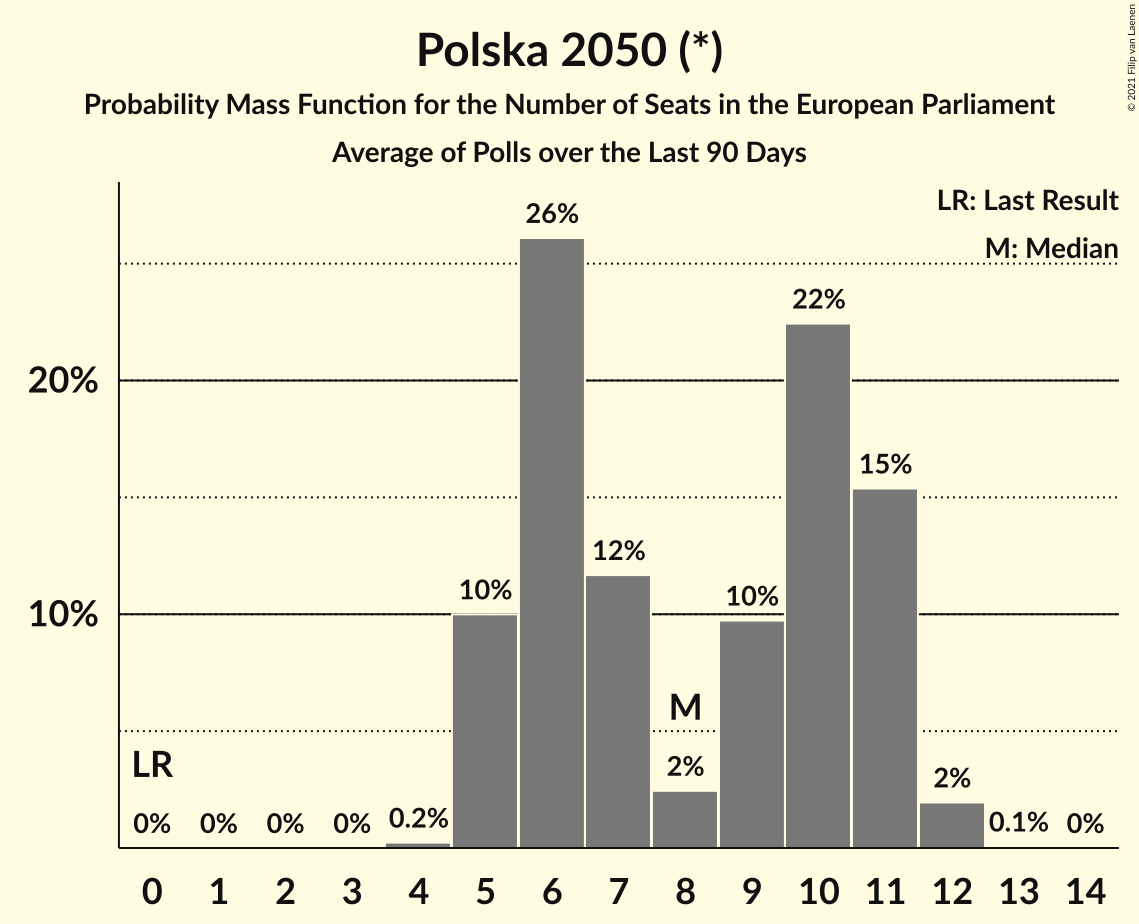 Polska 2050 (*)
Probability Mass Function for the Number of Seats in the European Parliament
Average of Polls over the Last 90 Days
© 2021 Filip van Laenen
LR: Last Result
M: Median
26%
22%
20%
15%
12%
10%
10%
10%
M
LR
2%
2%
0%
0%
0%
0%
0.2%
0.1%
0%
0 1 2 3 4 5 6 7 8 9 10 11 12 13 14